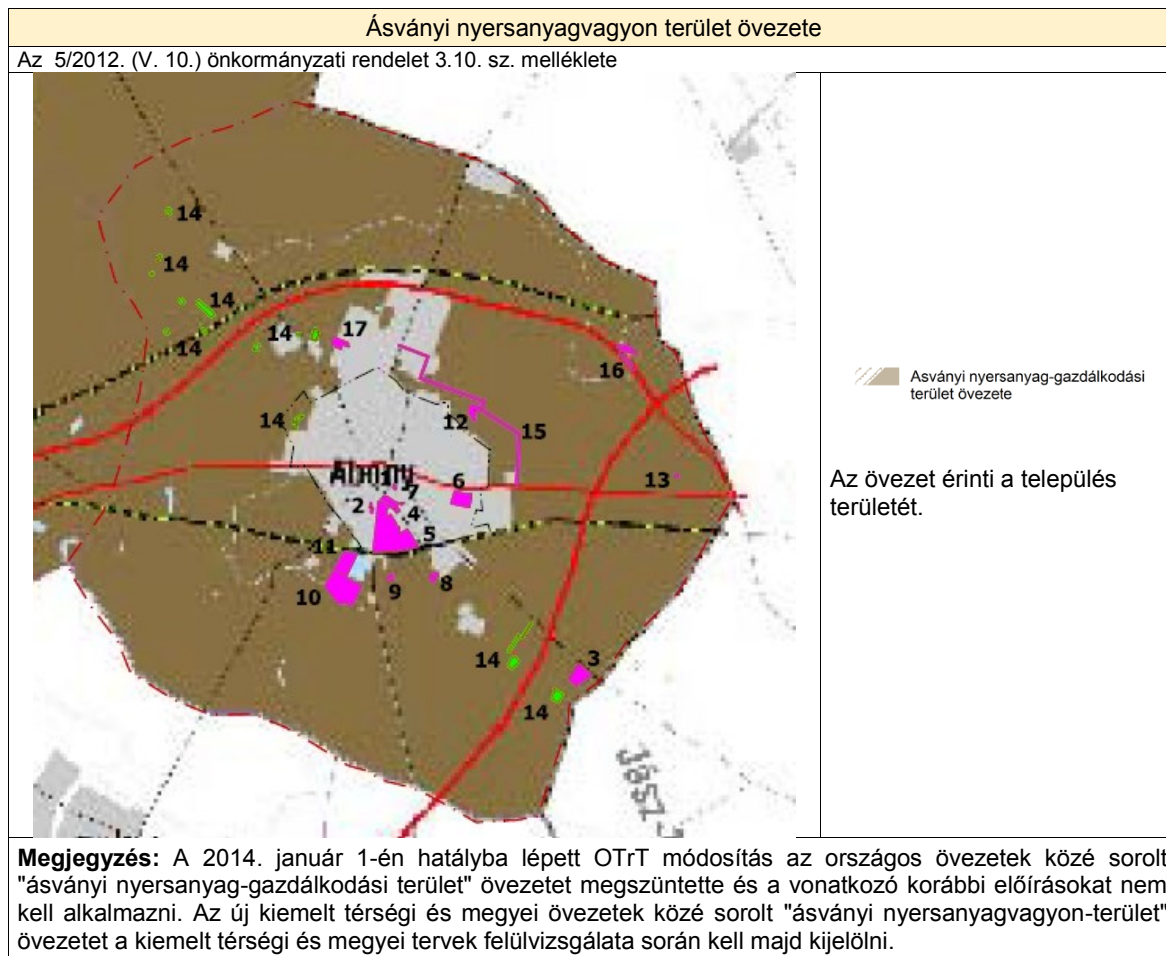 Ásványi nyersanyagvagyon terület övezete
Az 5/2012. (V. 10.) önkormányzati rendelet 3.10. sz. melléklete
14
14
14
14
14
17
16
14
12
15
13
6
2
7
4
5
11
10
9
8
14
3
14
Jász
Ásványi nyersanyag-gazdálkodási
terület övezete
Az övezet érinti a település
területét.
Megjegyzés: A 2014. január 1-én hatályba lépett OTrT módosítás az országos övezetek közé sorolt
"ásványi nyersanyag-gazdálkodási terület" övezetet megszüntette és a vonatkozó korábbi előírásokat nem
kell alkalmazni. Az új kiemelt térségi és megyei övezetek közé sorolt "ásványi nyersanyagvagyon-terület"
övezetet a kiemelt térségi és megyei tervek felülvizsgálata során kell majd kijelölni.